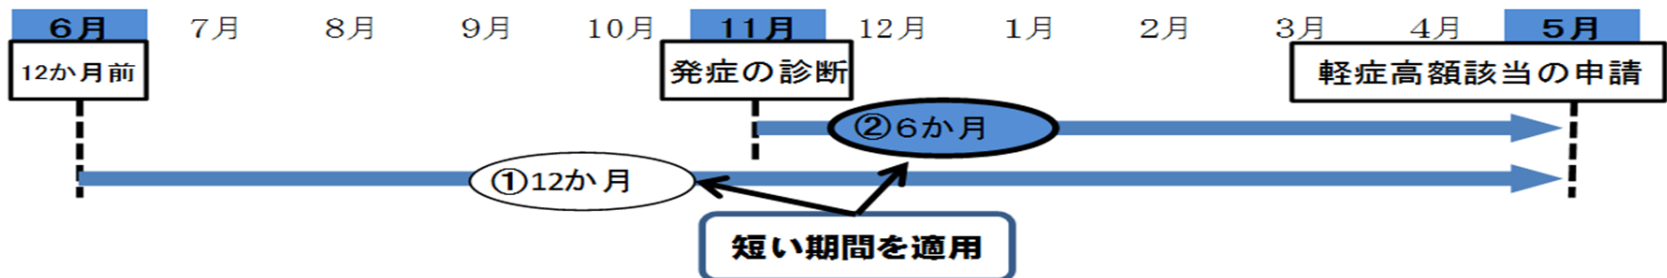 6月 7月 8月 9月 10月 11月 12月 1月 2月 3月 4月 5月
12か月前 発症の診断 軽症高額該当の申請
②6か月
①12か月
短い期間を適用